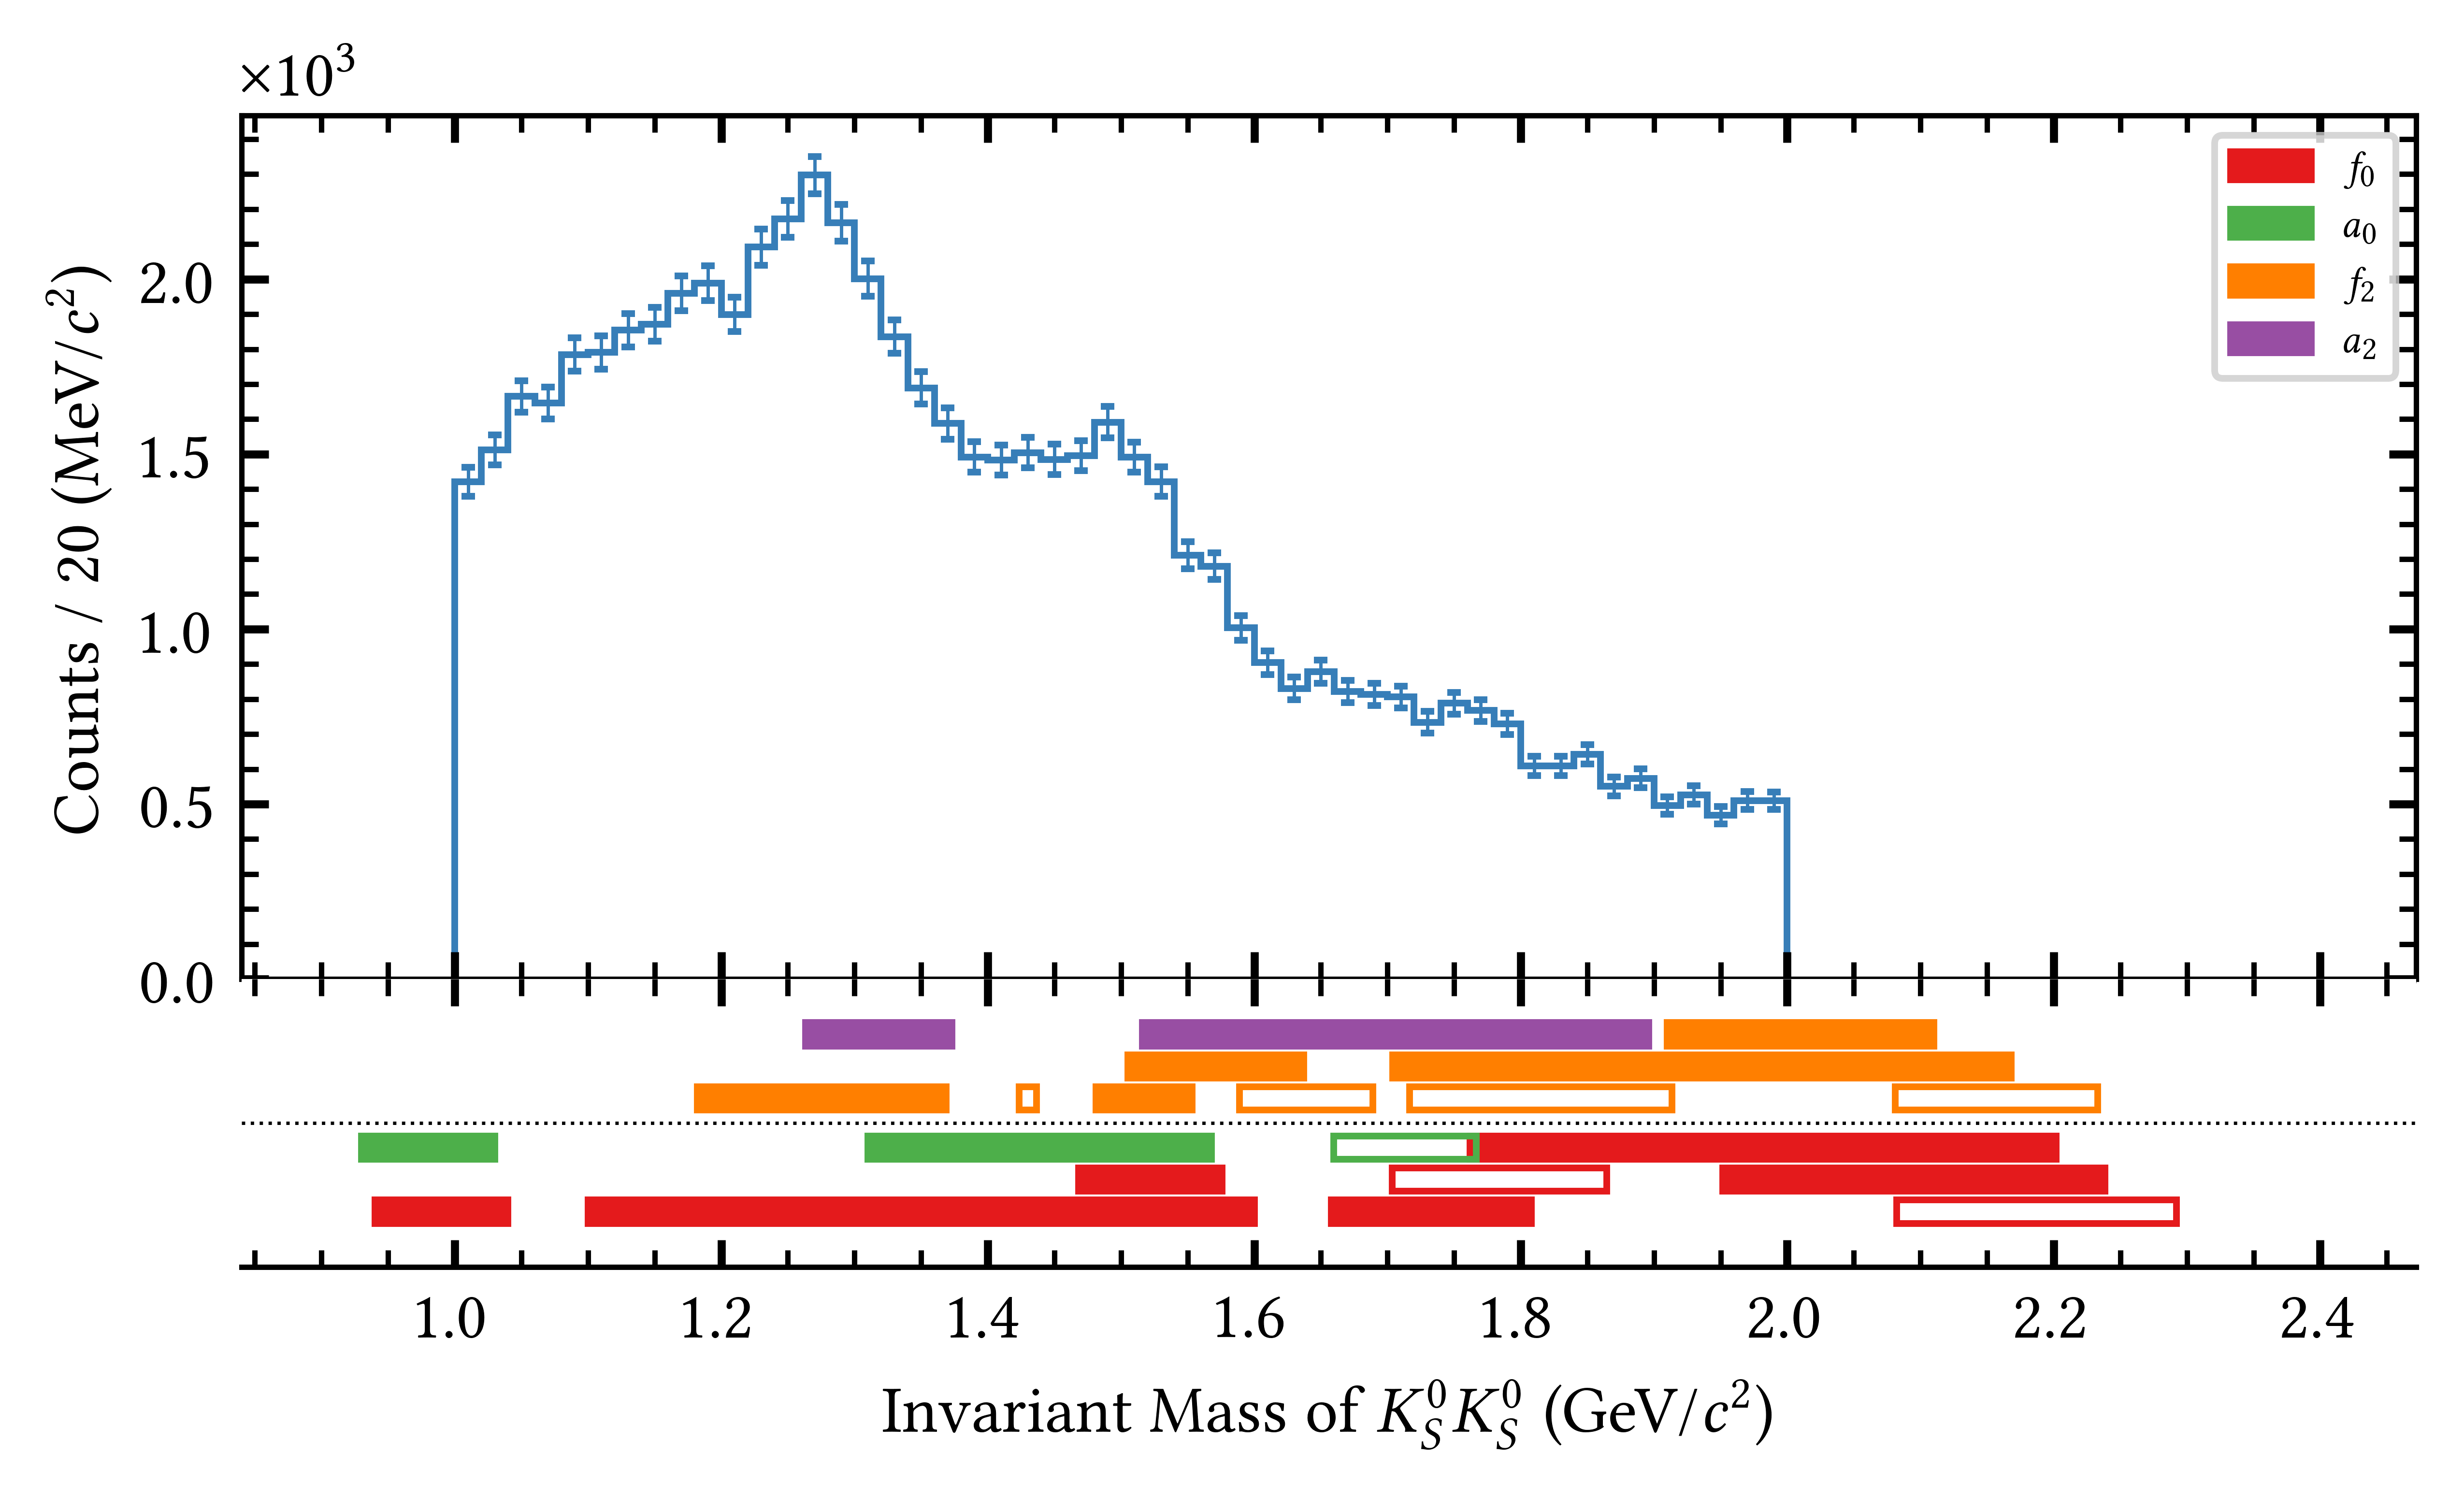 ×10³
Counts / 20 (MeV/c²)
2.0
1.5
1.0
0.5
0.0
f₀
a₀
f₂
a₂
1.0 1.2 1.4 1.6 1.8 2.0 2.2 2.4
Invariant Mass of K⁰_S K⁰_S (GeV/c²)